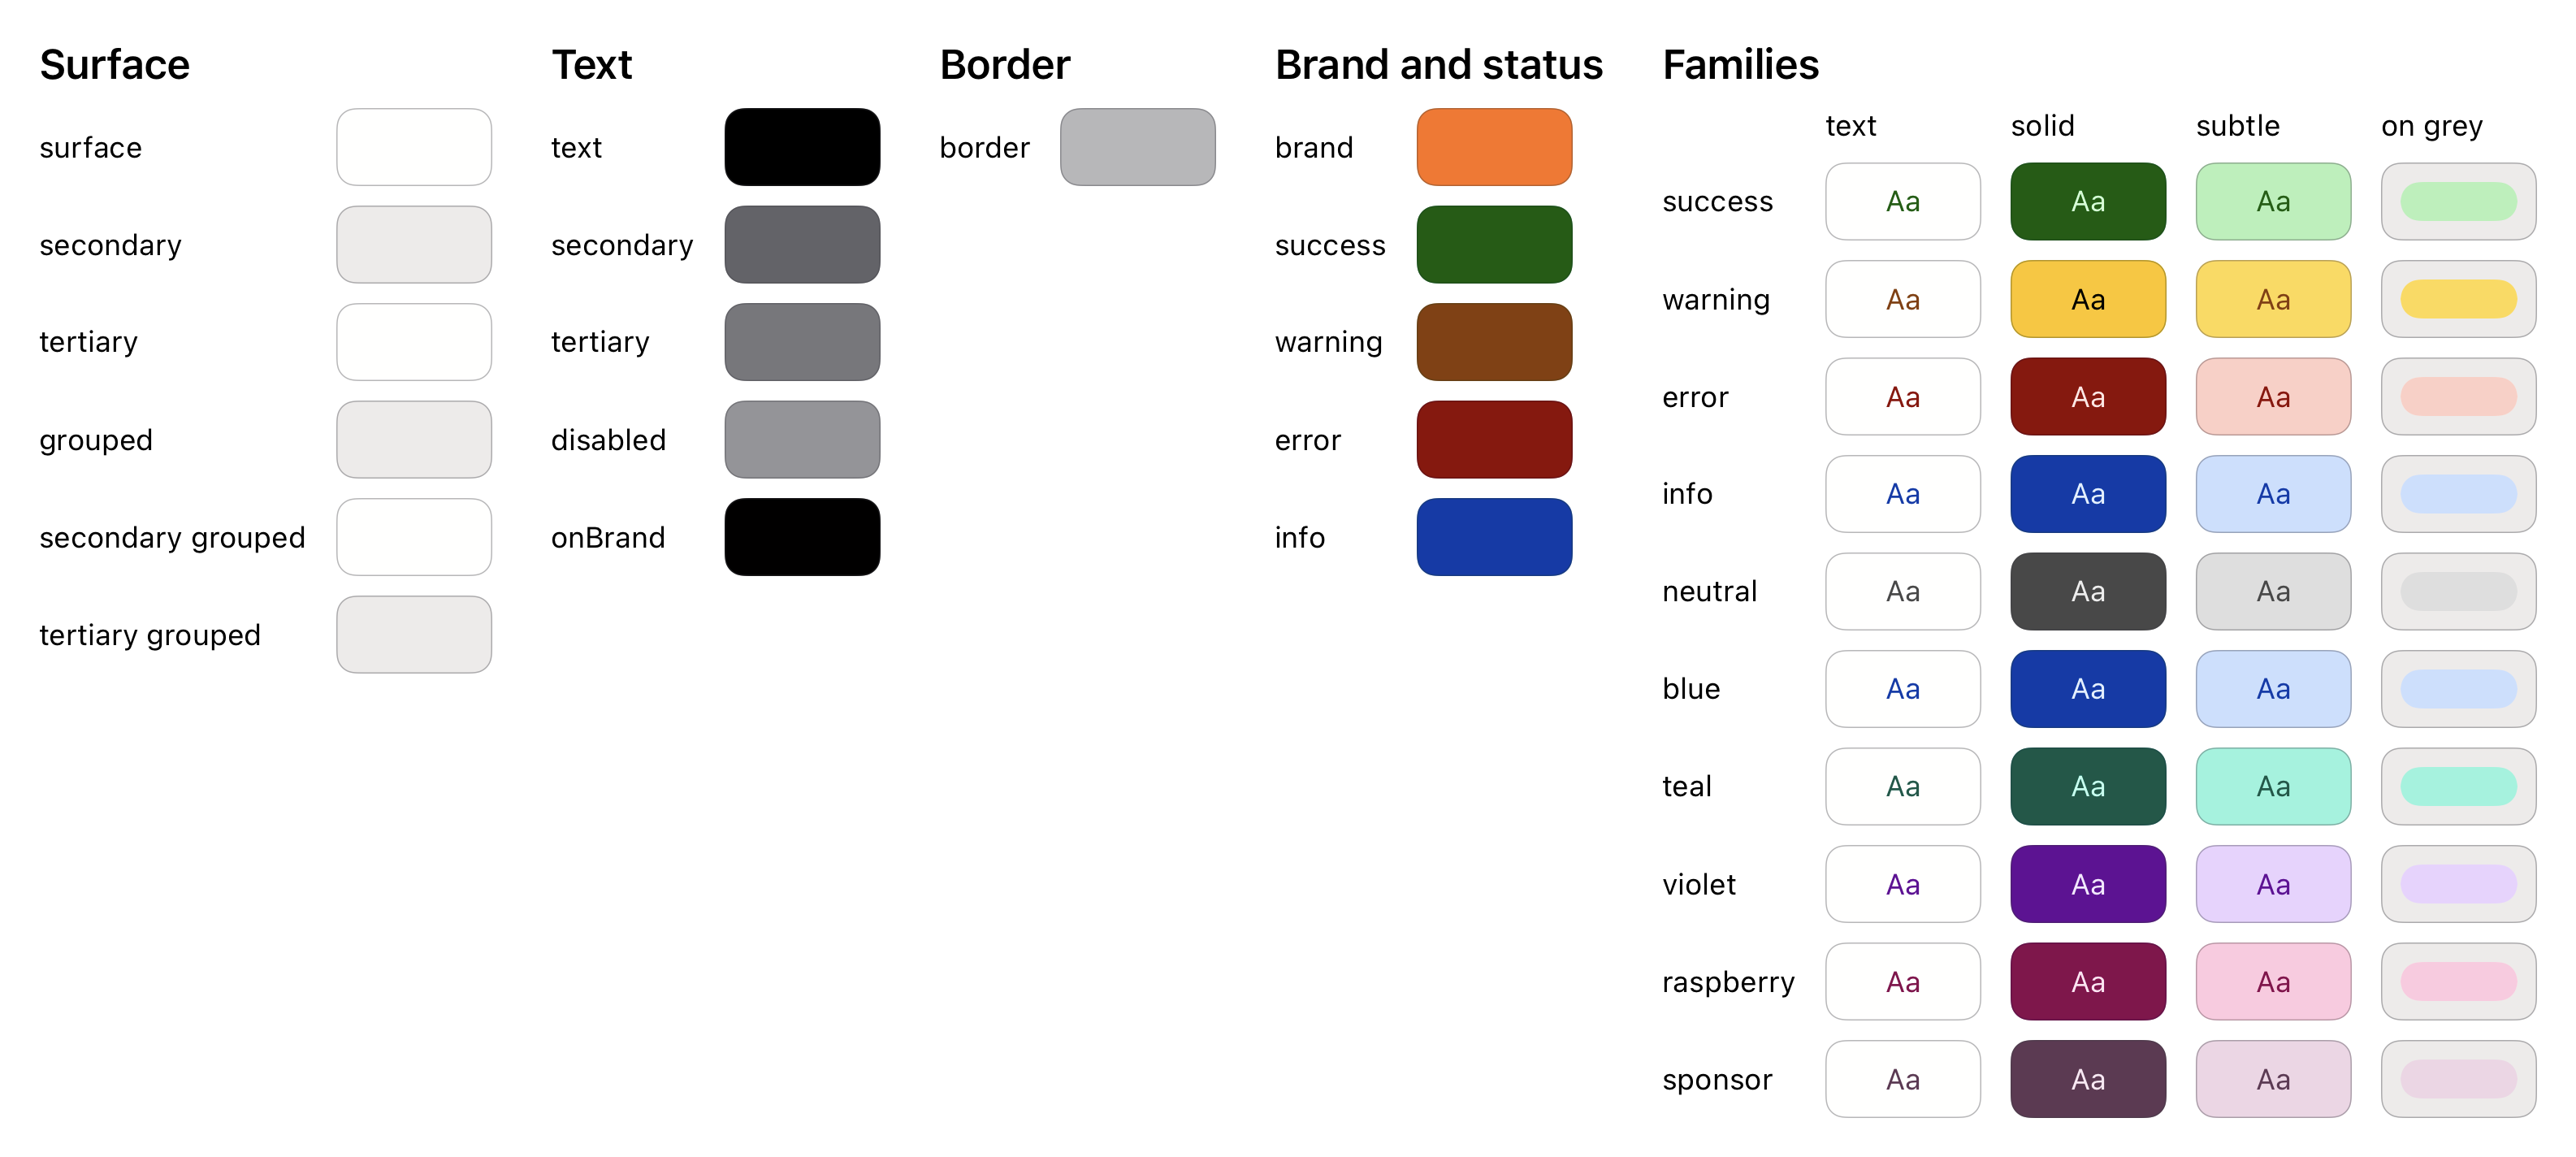 Surface
surface
secondary
tertiary
grouped
secondary grouped
tertiary grouped
Text
text
secondary
tertiary
disabled
onBrand
Border
border
Brand and status
brand
success
warning
error
info
Families
text solid subtle on grey
success Aa Aa Aa
warning Aa Aa Aa
error Aa Aa Aa
info Aa Aa Aa
neutral Aa Aa Aa
blue Aa Aa Aa
teal Aa Aa Aa
violet Aa Aa Aa
raspberry Aa Aa Aa
sponsor Aa Aa Aa